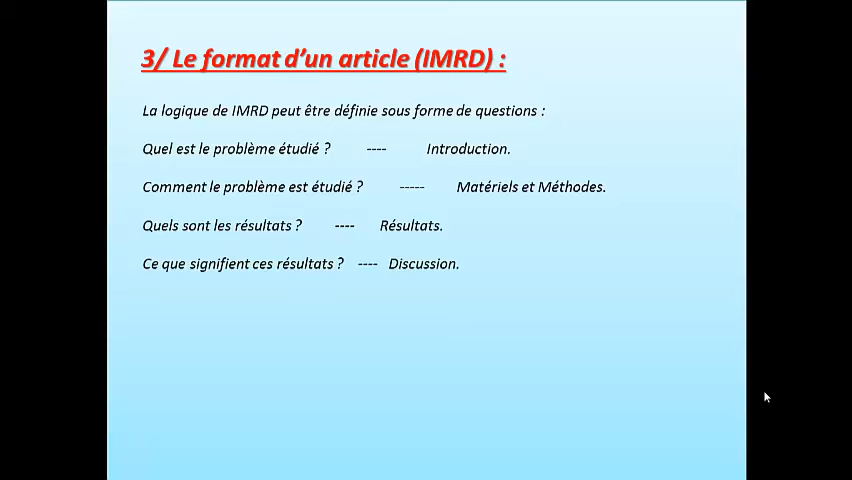 3/ Le format d’un article (IMRD) :
La logique de IMRD peut être définie sous forme de questions :
Quel est le problème étudié ? ---- Introduction.
Comment le problème est étudié ? ----- Matériels et Méthodes.
Quels sont les résultats ? ---- Résultats.
Ce que signifient ces résultats ? ---- Discussion.